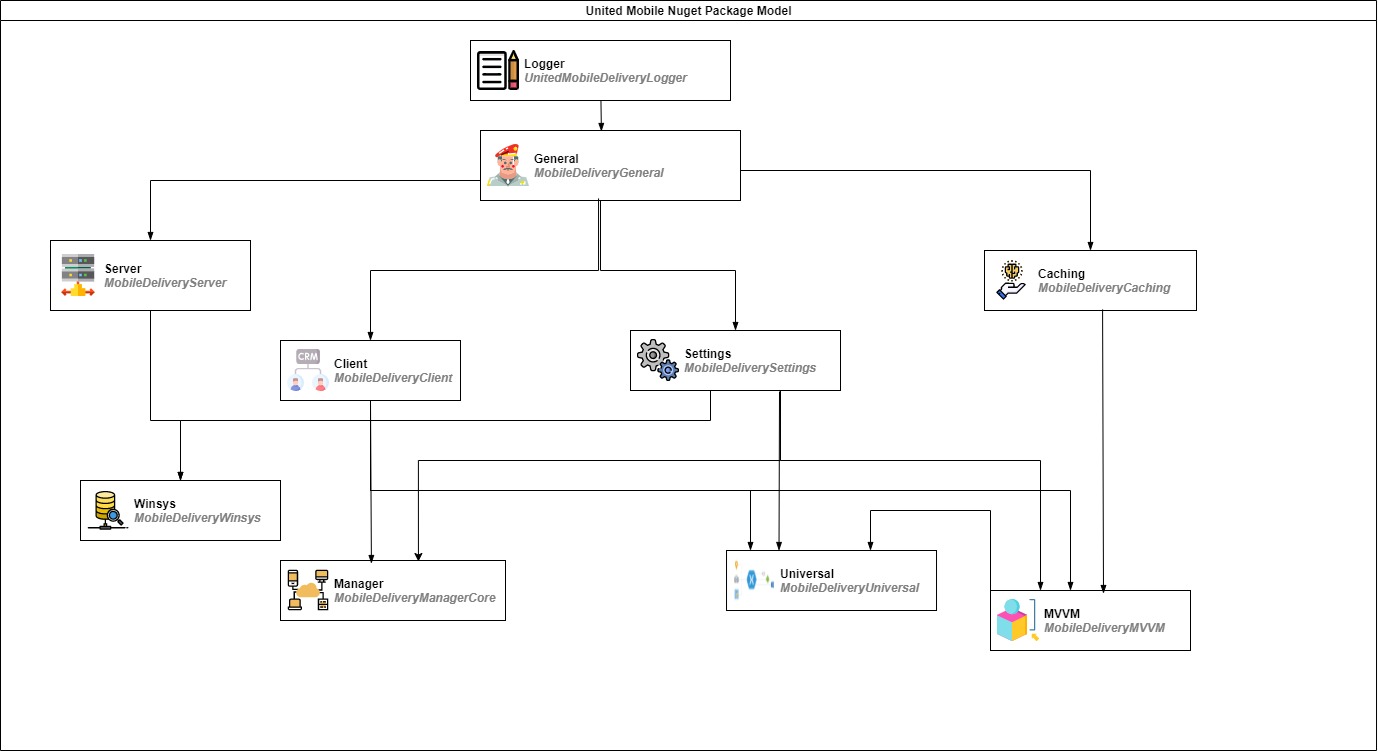 United Mobile Nuget Package Model
Logger
UnitedMobileDeliveryLogger
General
MobileDeliveryGeneral
Server
MobileDeliveryServer
Caching
MobileDeliveryCaching
CRM
Client
MobileDeliveryClient
Settings
MobileDeliverySettings
Winsys
MobileDeliveryWinsys
Manager
MobileDeliveryManagerCore
Universal
MobileDeliveryUniversal
MVVM
MobileDeliveryMVVM